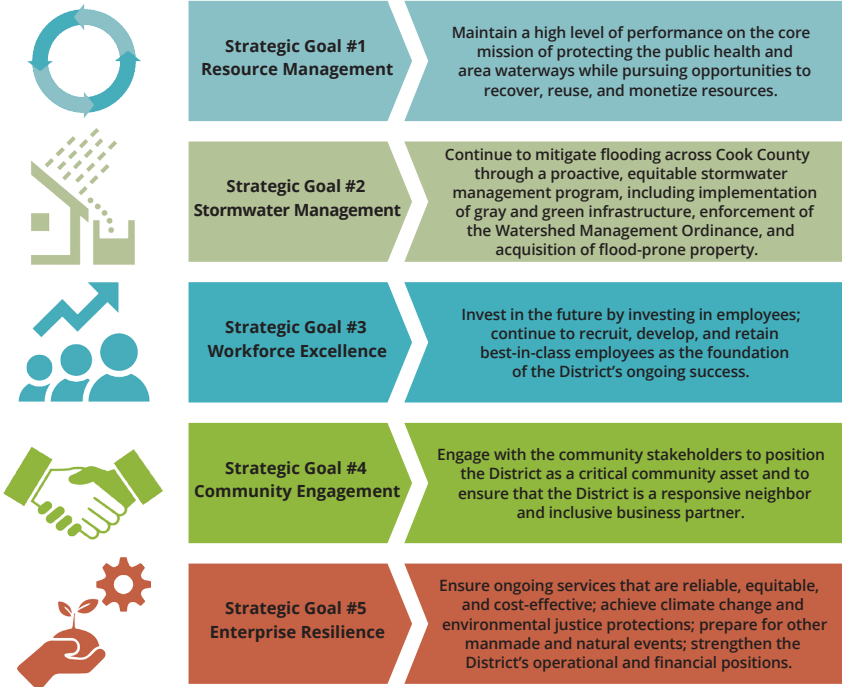 Strategic Goal #1
Resource Management
Maintain a high level of performance on the core
mission of protecting the public health and
area waterways while pursuing opportunities to
recover, reuse, and monetize resources.
Strategic Goal #2
Stormwater Management
Continue to mitigate flooding across Cook County
through a proactive, equitable stormwater
management program, including implementation
of gray and green infrastructure, enforcement of
the Watershed Management Ordinance, and
acquisition of flood-prone property.
Strategic Goal #3
Workforce Excellence
Invest in the future by investing in employees;
continue to recruit, develop, and retain
best-in-class employees as the foundation
of the District’s ongoing success.
Strategic Goal #4
Community Engagement
Engage with the community stakeholders to position
the District as a critical community asset and to
ensure that the District is a responsive neighbor
and inclusive business partner.
Strategic Goal #5
Enterprise Resilience
Ensure ongoing services that are reliable, equitable,
and cost-effective; achieve climate change and
environmental justice protections; prepare for other
manmade and natural events; strengthen the
District’s operational and financial positions.